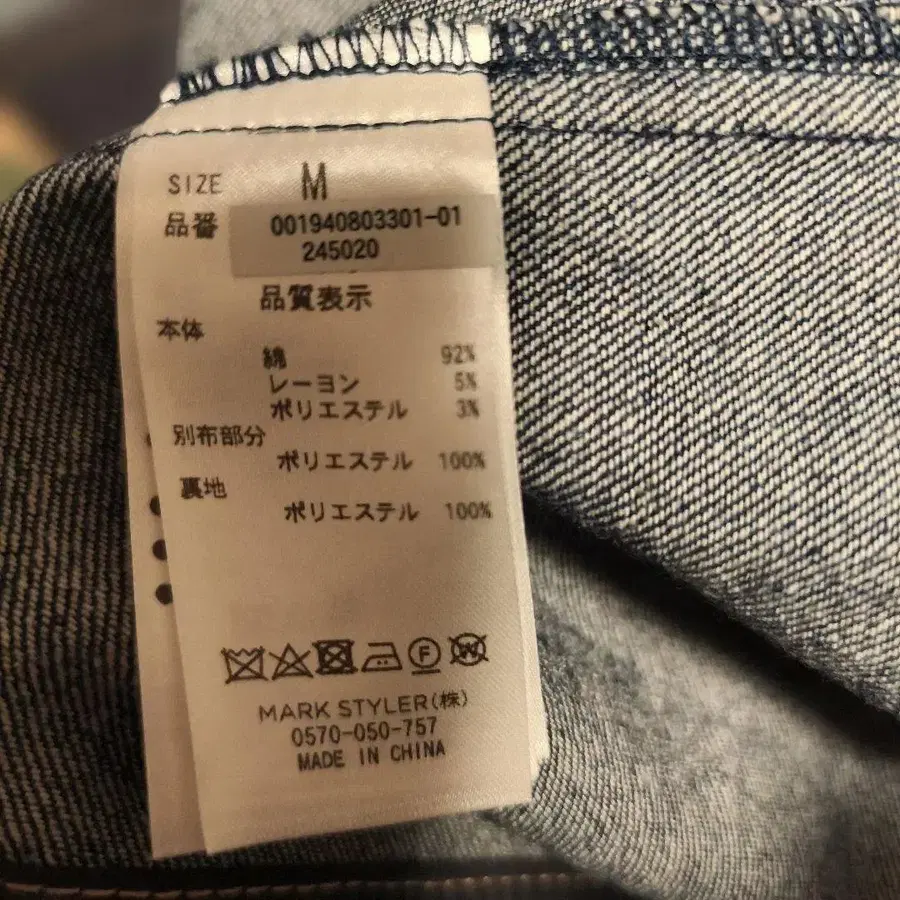 SIZE M
品番 001940803301-01
245020
品質表示
本体
綿 92%
レーヨン 5%
ポリエステル 3%
別布部分
ポリエステル 100%
裏地
ポリエステル 100%
F W
MARK STYLER(株)
0570-050-757
MADE IN CHINA